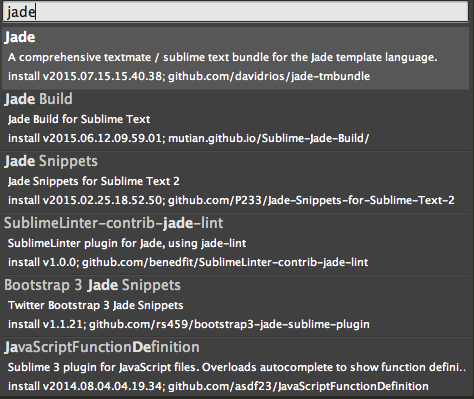 jade
Jade
A comprehensive textmate / sublime text bundle for the Jade template language.
install v2015.07.15.15.40.38; github.com/davidrios/jade-tmbundle
Jade Build
Jade Build for Sublime Text
install v2015.06.12.09.59.01; mutian.github.io/Sublime-Jade-Build/
Jade Snippets
Jade Snippets for Sublime Text 2
install v2015.02.25.18.52.50; github.com/P233/Jade-Snippets-for-Sublime-Text-2
SublimeLinter-contrib-jade-lint
SublimeLinter plugin for Jade, using jade-lint
install v1.0.0; github.com/benedfit/SublimeLinter-contrib-jade-lint
Bootstrap 3 Jade Snippets
Twitter Bootstrap 3 Jade Snippets
install v1.1.21; github.com/rs459/bootstrap3-jade-sublime-plugin
JavaScriptFunctionDefinition
Sublime 3 plugin for JavaScript files. Overloads autocomplete to show function defini..
install v2014.08.04.04.19.34; github.com/asdf23/JavaScriptFunctionDefinition